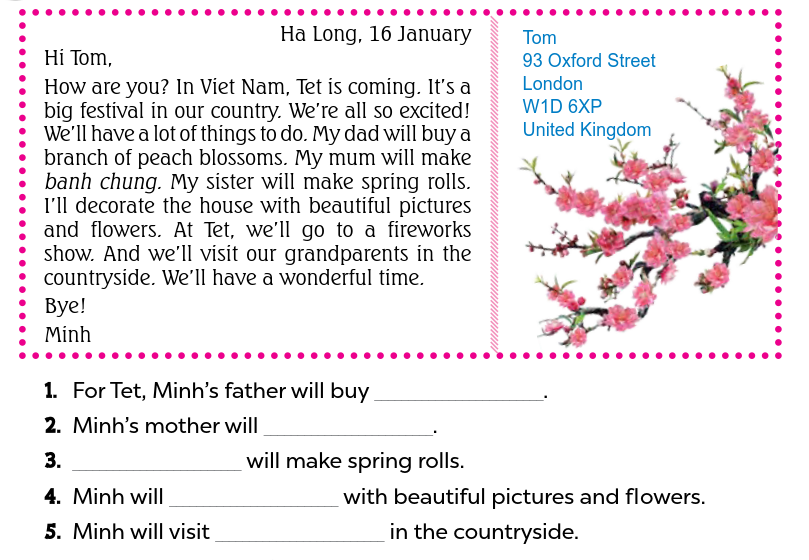 Ha Long, 16 January
Hi Tom,
How are you? In Viet Nam, Tet is coming. It's a
big festival in our country. We're all so excited!
We'll have a lot of things to do. My dad will buy a
branch of peach blossoms. My mum will make
banh chung. My sister will make spring rolls.
I'll decorate the house with beautiful pictures
and flowers. At Tet, we'll go to a fireworks
show. And we'll visit our grandparents in the
countryside. We'll have a wonderful time.
Bye!
Minh
Tom
93 Oxford Street
London
W1D 6XP
United Kingdom
1. For Tet, Minh's father will buy _______________.
2. Minh's mother will _______________.
3. _______________ will make spring rolls.
4. Minh will _______________ with beautiful pictures and flowers.
5. Minh will visit _______________ in the countryside.